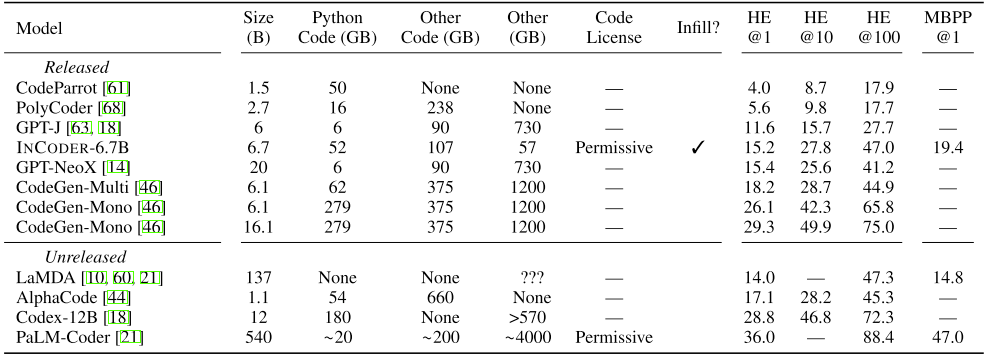 Model Size (B) Python Code (GB) Other Code (GB) Other (GB) Code License Infill? HE @1 HE @10 HE @100 MBPP @1
Released
CodeParrot [61] 1.5 50 None None — 4.0 8.7 17.9 —
PolyCoder [68] 2.7 16 238 None — 5.6 9.8 17.7 —
GPT-J [63, 18] 6 6 90 730 — 11.6 15.7 27.7 —
INCODER-6.7B 6.7 52 107 57 Permissive ✓ 15.2 27.8 47.0 19.4
GPT-NeoX [14] 20 6 90 730 — 15.4 25.6 41.2 —
CodeGen-Multi [46] 6.1 62 375 1200 — 18.2 28.7 44.9 —
CodeGen-Mono [46] 6.1 279 375 1200 — 26.1 42.3 65.8 —
CodeGen-Mono [46] 16.1 279 375 1200 — 29.3 49.9 75.0 —
Unreleased
LaMDA [10, 60, 21] 137 None None ??? — 14.0 — 47.3 14.8
AlphaCode [44] 1.1 54 660 None — 17.1 28.2 45.3 —
Codex-12B [18] 12 180 None >570 — 28.8 46.8 72.3 —
PaLM-Coder [21] 540 ~20 ~200 ~4000 Permissive 36.0 — 88.4 47.0